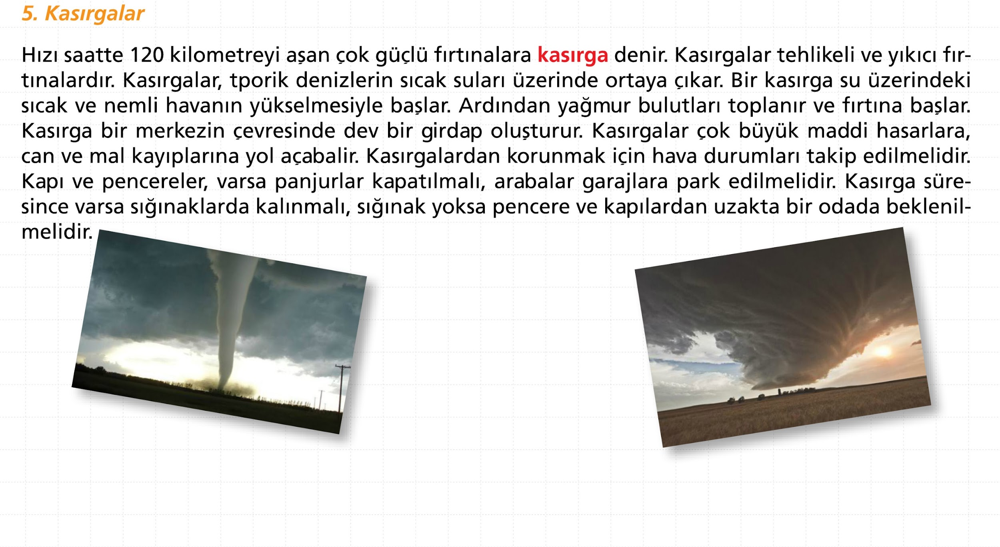 5. Kasırgalar
Hızı saatte 120 kilometreyi aşan çok güçlü fırtınalara kasırga denir. Kasırgalar tehlikeli ve yıkıcı fır-
tınalardır. Kasırgalar, tporik denizlerin sıcak suları üzerinde ortaya çıkar. Bir kasırga su üzerindeki
sıcak ve nemli havanın yükselmesiyle başlar. Ardından yağmur bulutları toplanır ve fırtına başlar.
Kasırga bir merkezin çevresinde dev bir girdap oluşturur. Kasırgalar çok büyük maddi hasarlara,
can ve mal kayıplarına yol açabalir. Kasırgalardan korunmak için hava durumları takip edilmelidir.
Kapı ve pencereler, varsa panjurlar kapatılmalı, arabalar garajlara park edilmelidir. Kasırga süre-
since varsa sığınaklarda kalınmalı, sığınak yoksa pencere ve kapılardan uzakta bir odada beklenil-
melidir.